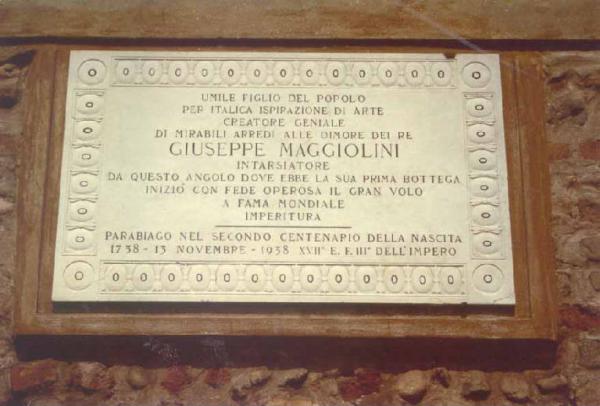 UMILE FIGLIO DEL POPOLO
PER ITALICA ISPIRAZIONE DI ARTE
CREATORE GENIALE
DI MIRABILI ARREDI ALLE DIMORE DEI RE
GIUSEPPE MAGGIOLINI
INTARSIATORE
DA QUESTO ANGOLO DOVE EBBE LA SUA PRIMA BOTTEGA
INIZIÒ CON FEDE OPEROSA IL GRAN VOLO
A FAMA MONDIALE
IMPERITURA
PARABIAGO NEL SECONDO CENTENARIO DELLA NASCITA
1738 - 13 NOVEMBRE - 1938 XVII° E. F. III° DELL'IMPERO